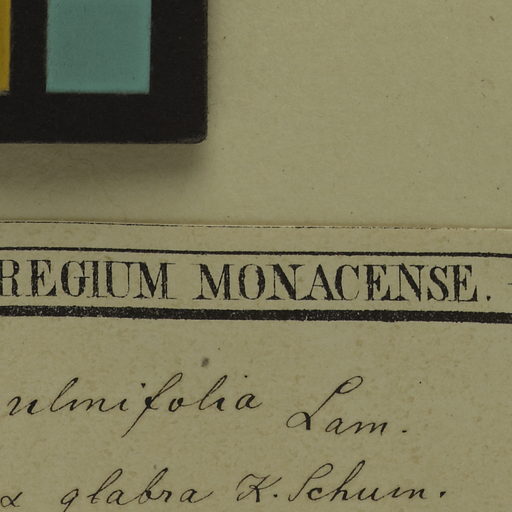 REGIUM MONACENSE.
ulmifolia Lam.
α glabra K. Schum.